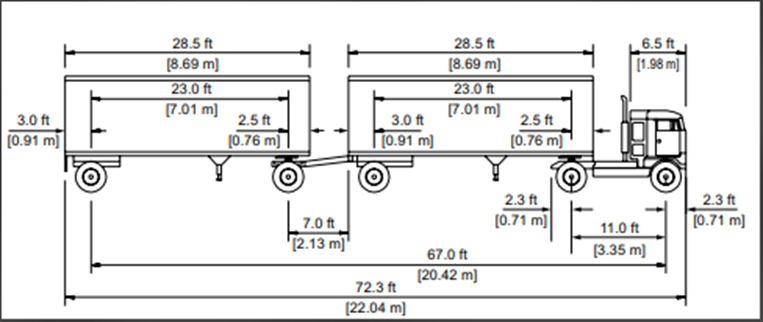 28.5 ft
[8.69 m]
28.5 ft
[8.69 m]
6.5 ft
[1.98 m]
23.0 ft
[7.01 m]
23.0 ft
[7.01 m]
3.0 ft
[0.91 m]
2.5 ft
[0.76 m]
3.0 ft
[0.91 m]
2.5 ft
[0.76 m]
2.3 ft
[0.71 m]
2.3 ft
[0.71 m]
7.0 ft
[2.13 m]
11.0 ft
[3.35 m]
67.0 ft
[20.42 m]
72.3 ft
[22.04 m]